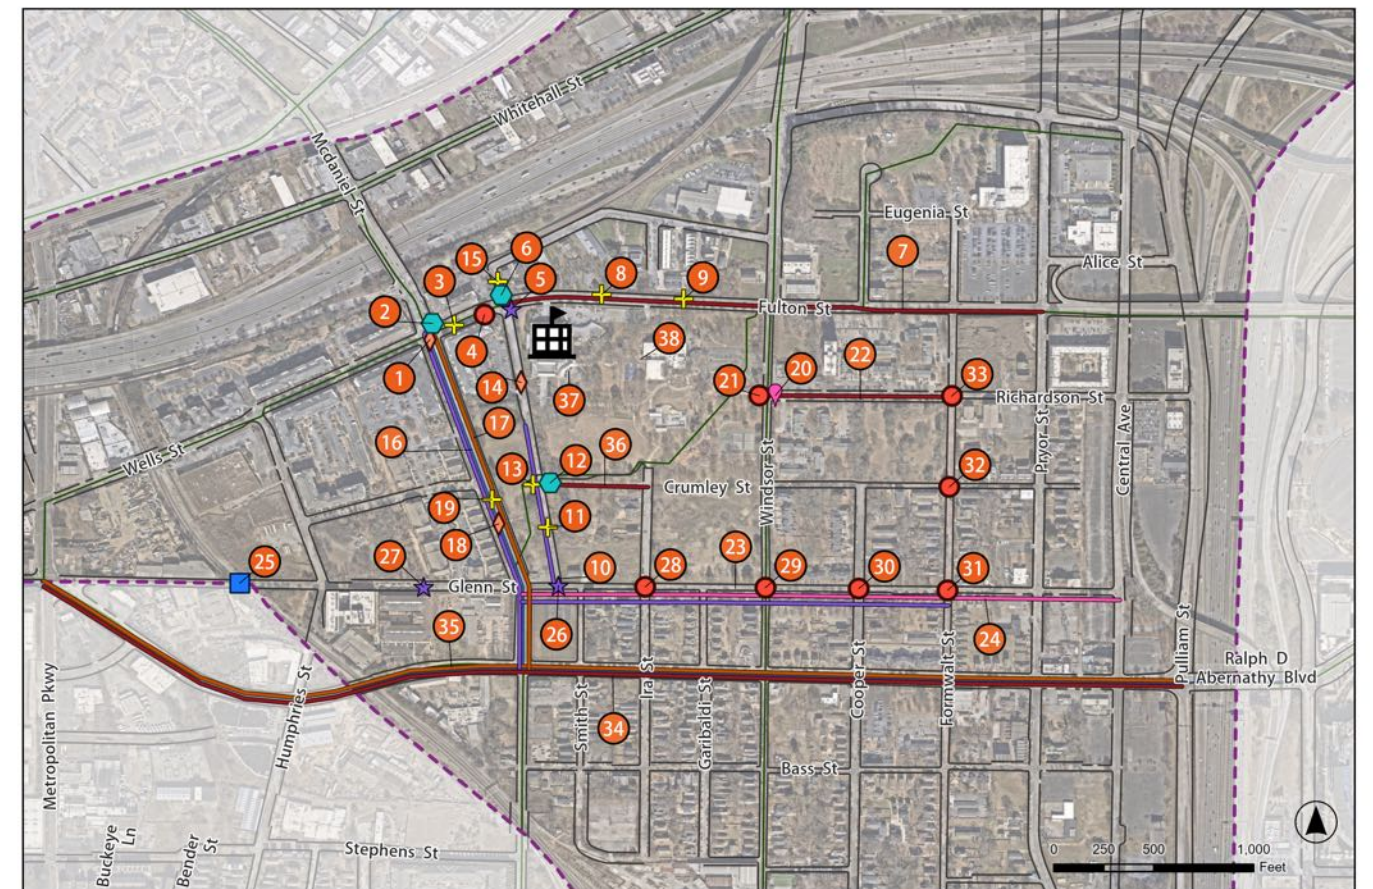 Whitehall St
Mcdaniel St
Eugenia St
15
6
7
Alice St
3
5
8
9
2
Fulton St
4
38
22
1
14
37
21
20
33
Richardson St
16
17
36
Pryor St
Central Ave
Wells St
13
12
Crumley St
Windsor St
32
19
11
18
23
25
27
10
28
29
30
31
Glenn St
35
26
24
Pulliam St
Metropolitan Pkwy
Humphries St
Ira St
Cooper St
Formwalt St
Ralph D
Abernathy Blvd
Smith St
34
Garibaldi St
Bass St
Buckeye
Ln
Bender
St
Stephens St
0 250 500 1,000
Feet